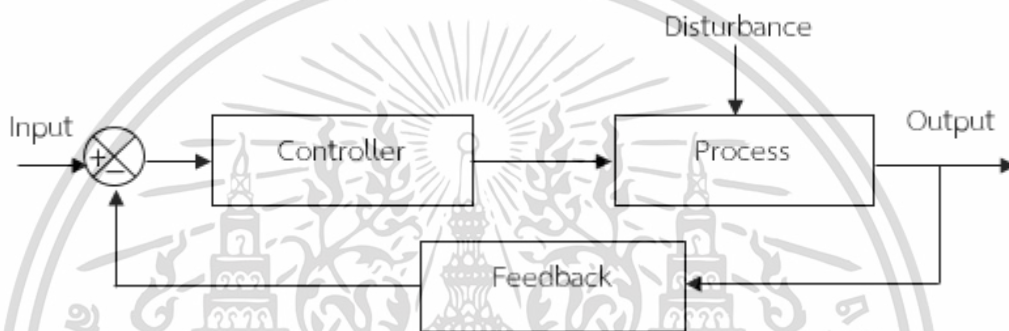 Disturbance
Input
+
−
Controller
Process
Output
Feedback